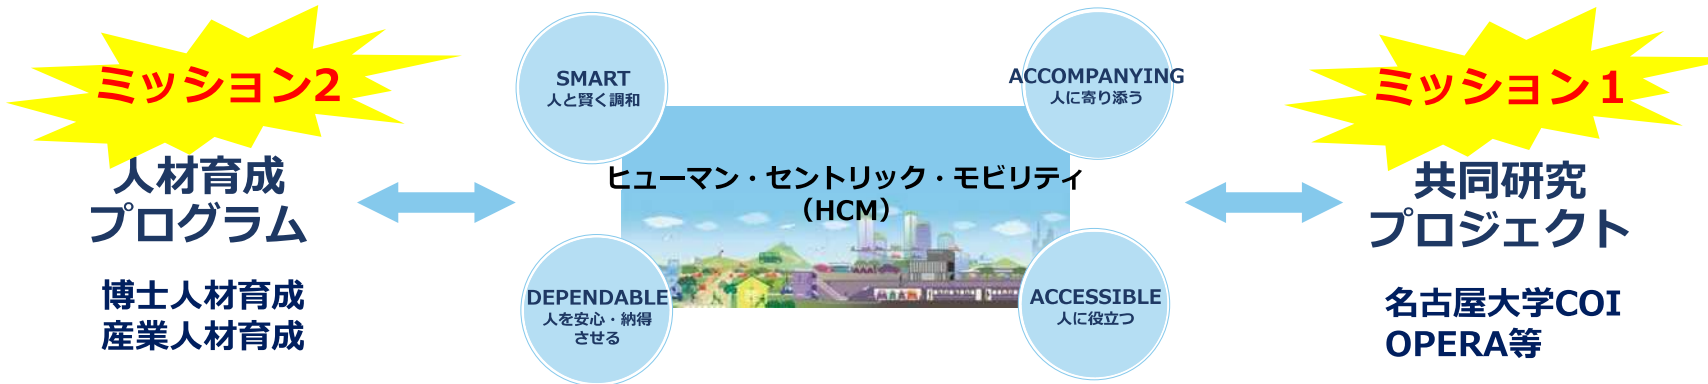 ミッション2
人材育成
プログラム
博士人材育成
産業人材育成
SMART
人と賢く調和
ACCOMPANYING
人に寄り添う
ヒューマン・セントリック・モビリティ
（HCM）
DEPENDABLE
人を安心・納得
させる
ACCESSIBLE
人に役立つ
ミッション１
共同研究
プロジェクト
名古屋大学COI
OPERA等